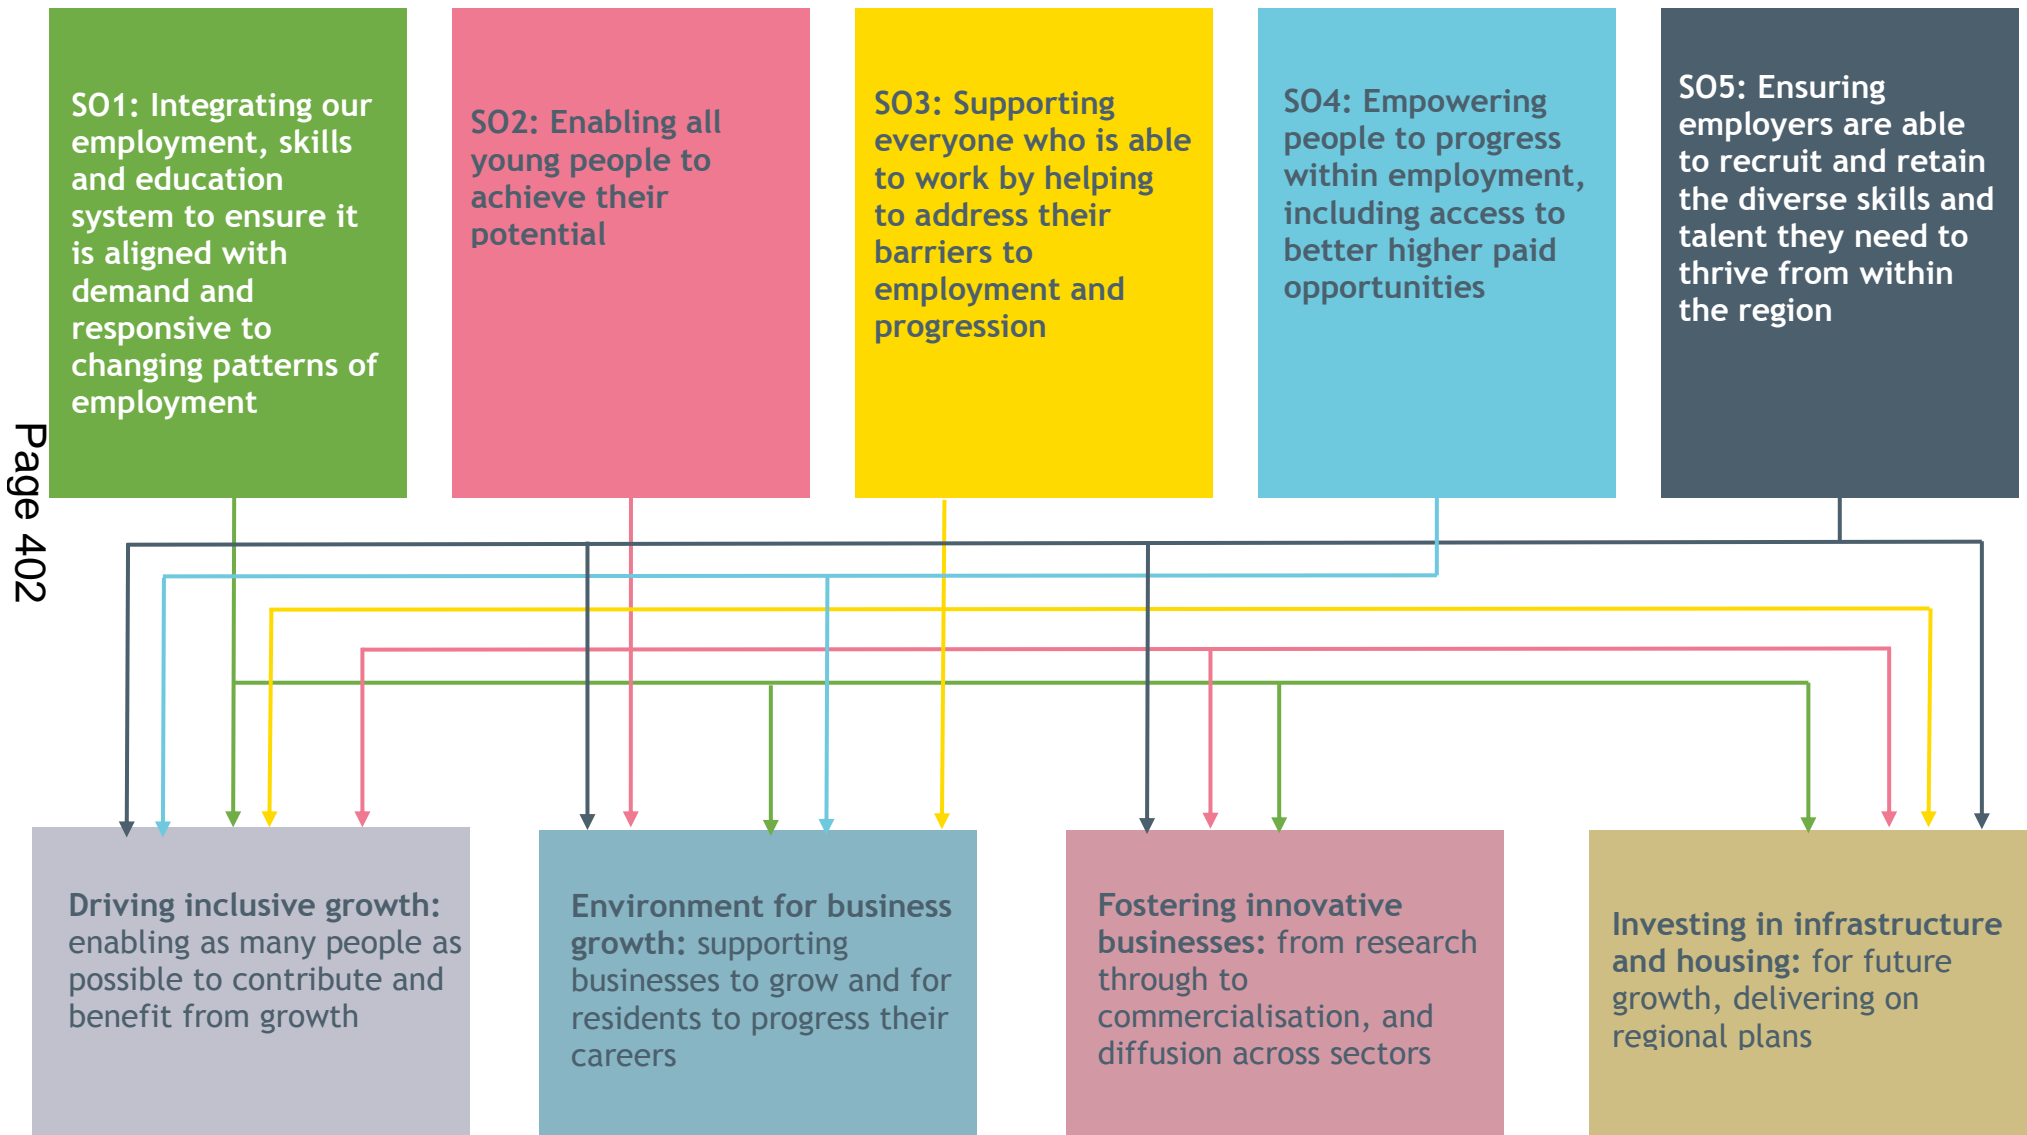 SO1: Integrating our
employment, skills
and education
system to ensure it
is aligned with
demand and
responsive to
changing patterns of
employment
SO2: Enabling all
young people to
achieve their
potential
SO3: Supporting
everyone who is able
to work by helping
to address their
barriers to
employment and
progression
SO4: Empowering
people to progress
within employment,
including access to
better higher paid
opportunities
SO5: Ensuring
employers are able
to recruit and retain
the diverse skills and
talent they need to
thrive from within
the region
Page 402
Driving inclusive growth:
enabling as many people as
possible to contribute and
benefit from growth
Environment for business
growth: supporting
businesses to grow and for
residents to progress their
careers
Fostering innovative
businesses: from research
through to
commercialisation, and
diffusion across sectors
Investing in infrastructure
and housing: for future
growth, delivering on
regional plans